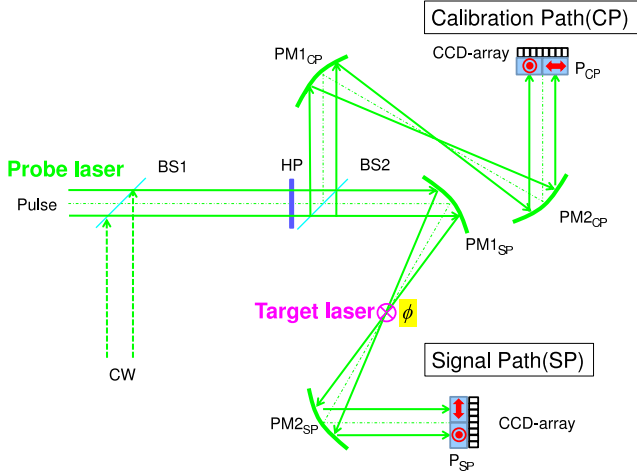 Calibration Path(CP)
CCD-array
PM1CP
PCP
Probe laser
BS1
HP
BS2
Pulse
PM2CP
PM1SP
Target laser
ϕ
Signal Path(SP)
CW
PM2SP
CCD-array
PSP